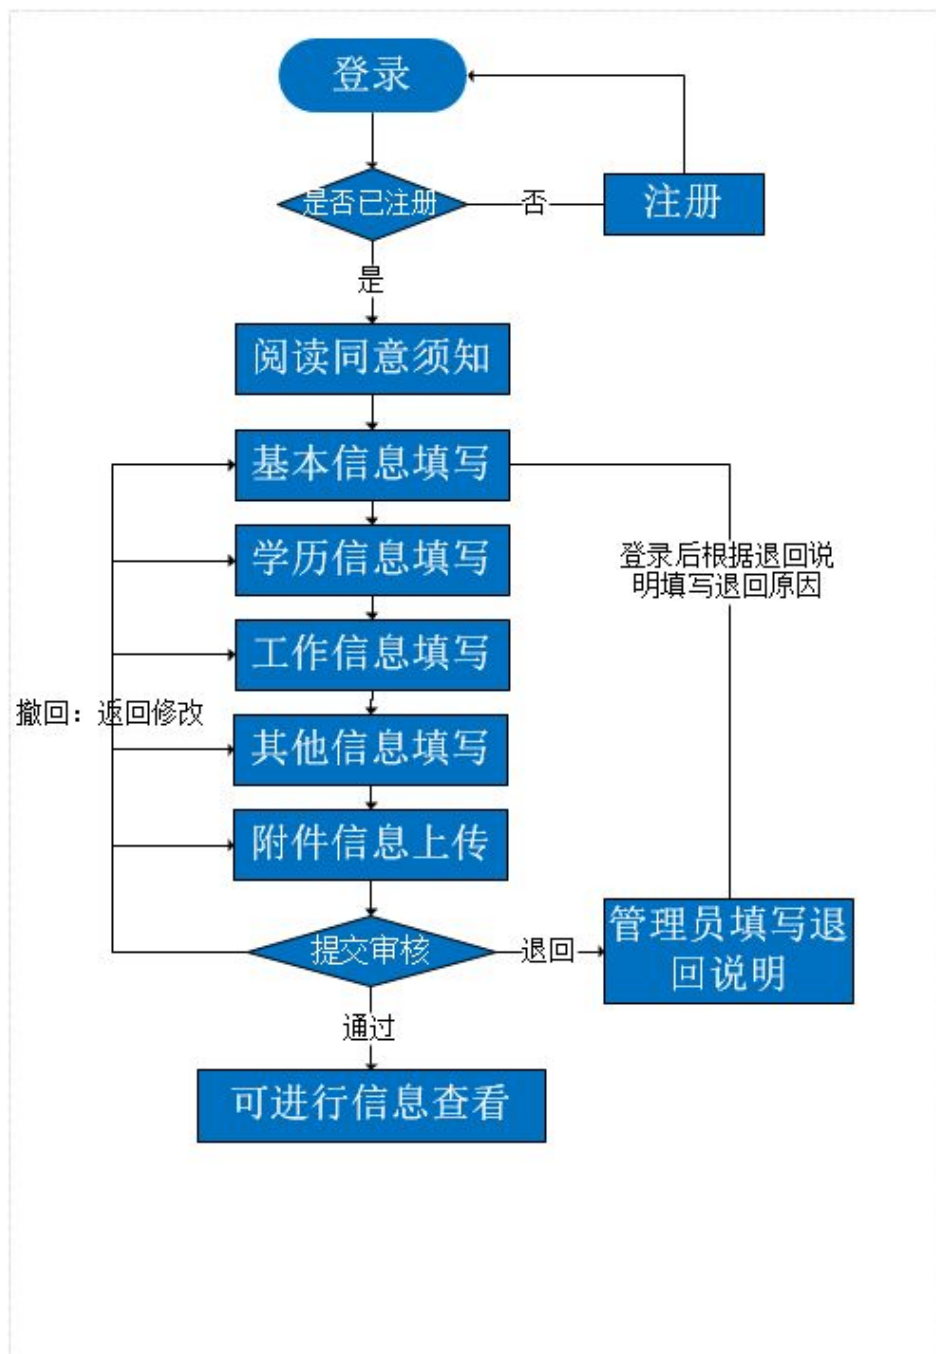 登录
是否已注册
否
注册
是
阅读同意须知
基本信息填写
登录后根据退回说
明填写退回原因
学历信息填写
工作信息填写
撤回：返回修改
其他信息填写
附件信息上传
提交审核
退回
管理员填写退
回说明
通过
可进行信息查看